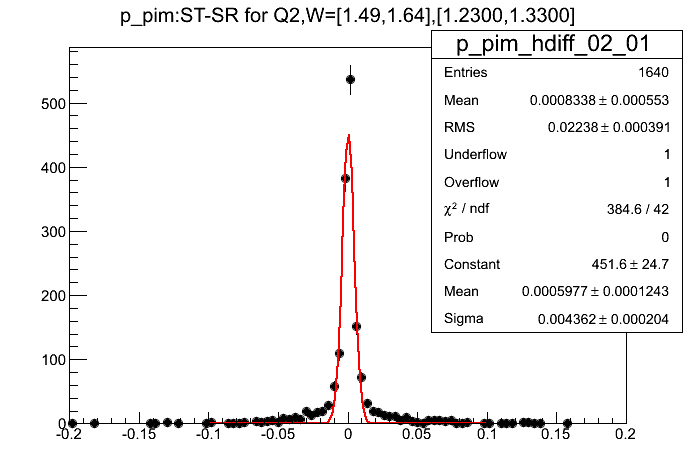 p_pim:ST-SR for Q2,W=[1.49,1.64],[1.2300,1.3300]
p_pim_hdiff_02_01
Entries 1640
Mean 0.0008338 ± 0.000553
RMS 0.02238 ± 0.000391
Underflow 1
Overflow 1
χ² / ndf 384.6 / 42
Prob 0
Constant 451.6 ± 24.7
Mean 0.0005977 ± 0.0001243
Sigma 0.004362 ± 0.000204
500
400
300
200
100
0
-0.2 -0.15 -0.1 -0.05 0 0.05 0.1 0.15 0.2